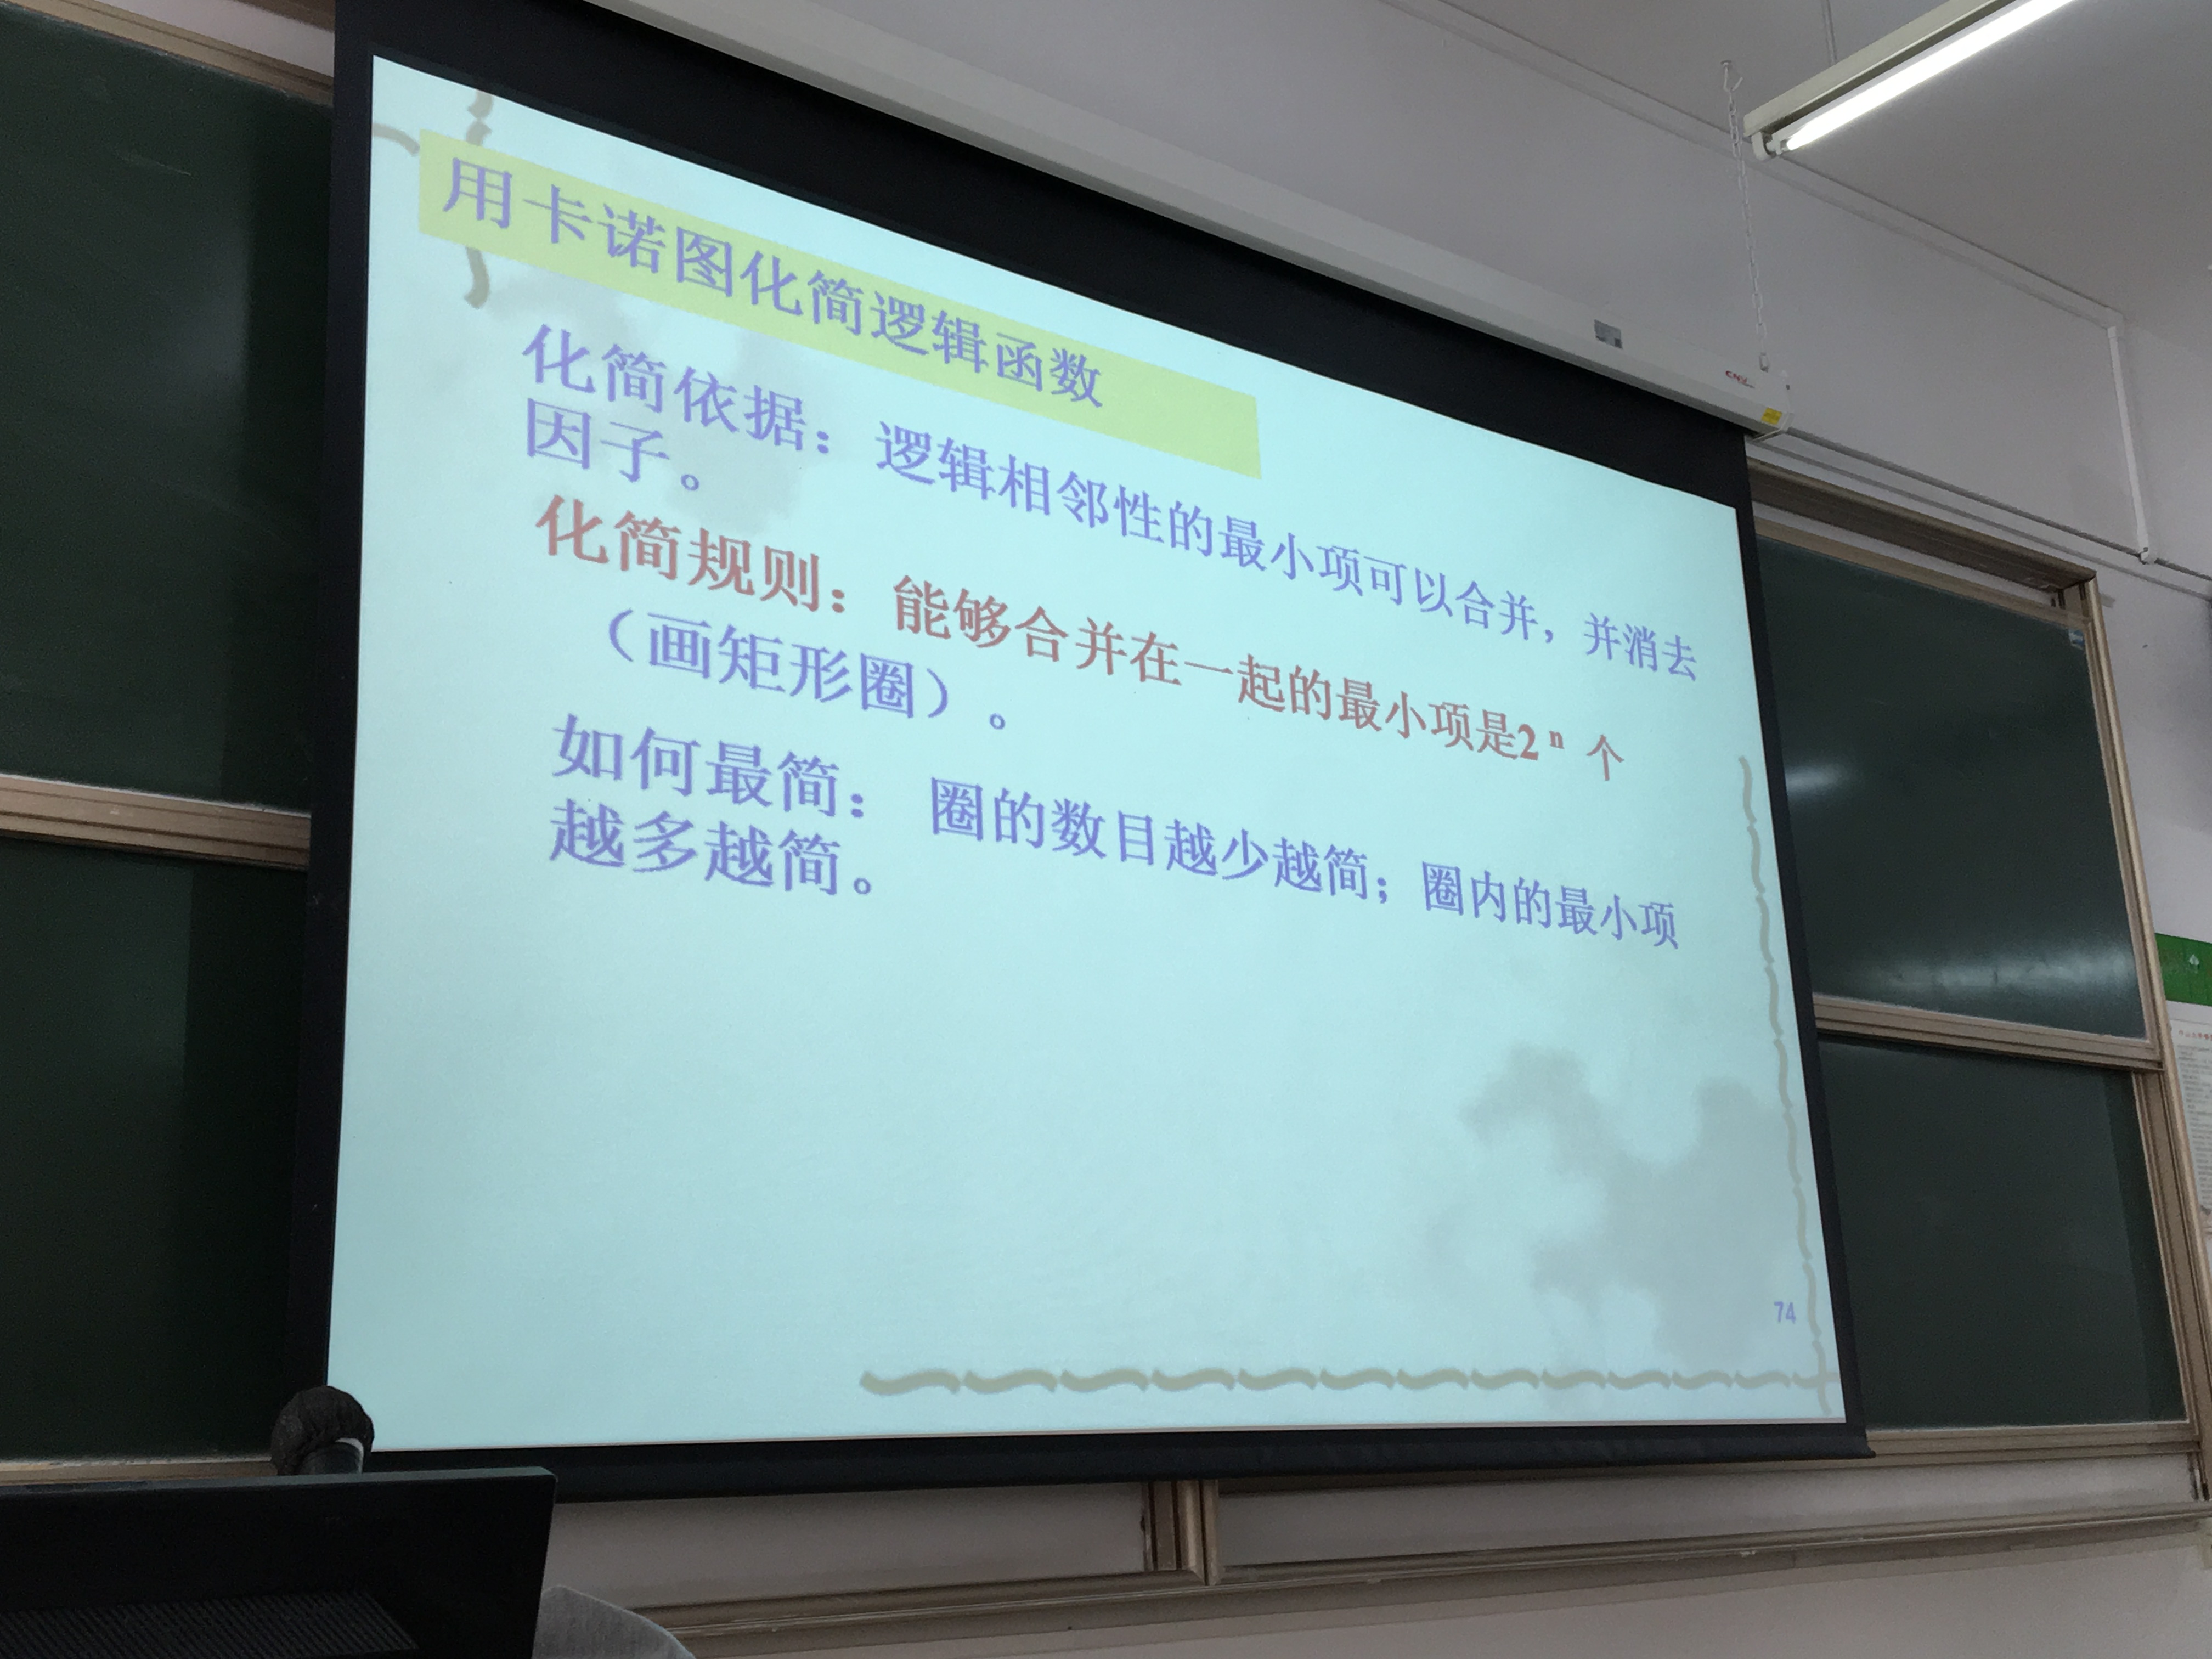 用卡诺图化简逻辑函数
化简依据：逻辑相邻性的最小项可以合并，并消去
因子。
化简规则：能够合并在一起的最小项是2ⁿ 个
（画矩形圈）。
如何最简： 圈的数目越少越简；圈内的最小项
越多越简。
74